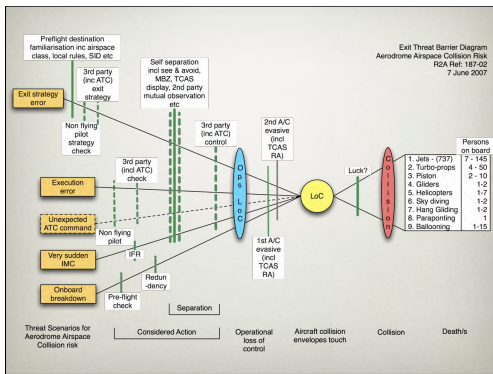 Preflight destination
familiarisation inc airspace
class, local rules, SID etc
Exit Threat Barrier Diagram
Aerodrome Airspace Collision Risk
R2A Ref: 187-02
7 June 2007
Self separation
incl see & avoid,
MBZ, TCAS
display, 2nd party
mutual observation
etc
3rd party
(inc ATC)
exit
strategy
Exit strategy
error
Non flying
pilot
strategy
check
3rd party
(inc ATC)
control
2nd A/C
evasive
(incl
TCAS
RA)
3rd party
(incl ATC)
check
Execution
error
Unexpected
ATC command
Non flying
pilot
IFR
Very sudden
IMC
Onboard
breakdown
Pre-flight
check
Redun
-dency
Ops LoC
1st A/C
evasive
(incl
TCAS
RA)
LoC
Luck?
Collision
Persons
on board
1. Jets - (737) 7 - 145
2. Turbo-props 4 - 50
3. Piston 2 - 10
4. Gliders 1-2
5. Helicopters 1-7
6. Sky diving 1-2
7. Hang Gliding 1-2
8. Paraponting 1
9. Ballooning 1-15
Separation
Threat Scenarios for
Aerodrome Airspace
Collision risk
Considered Action
Operational
loss of
control
Aircraft collision
envelopes touch
Collision
Death/s